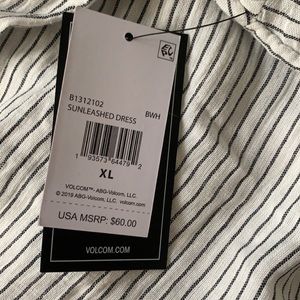 B1312102
SUNLEASHED DRESS
BWH
1 93573 64479 2
XL
VOLCOM™- ABG-Volcom, LLC.
© 2019 ABG-Volcom, LLC. volcom.com
USA MSRP: $60.00
VOLCOM.COM